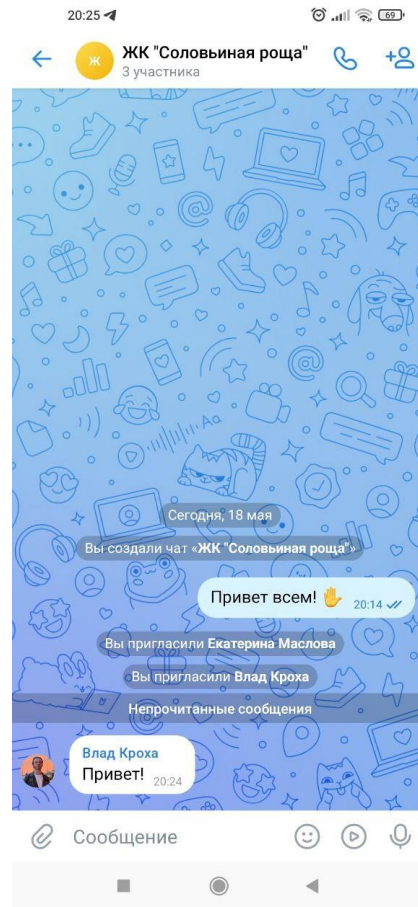 20:25
69
Ж
ЖК "Соловьиная роща"
3 участника
Aa
Сегодня, 18 мая
Вы создали чат «ЖК "Соловьиная роща"»
Привет всем! 🤚 20:14
Вы пригласили Екатерина Маслова
Вы пригласили Влад Кроха
Непрочитанные сообщения
Влад Кроха
Привет! 20:24
Сообщение